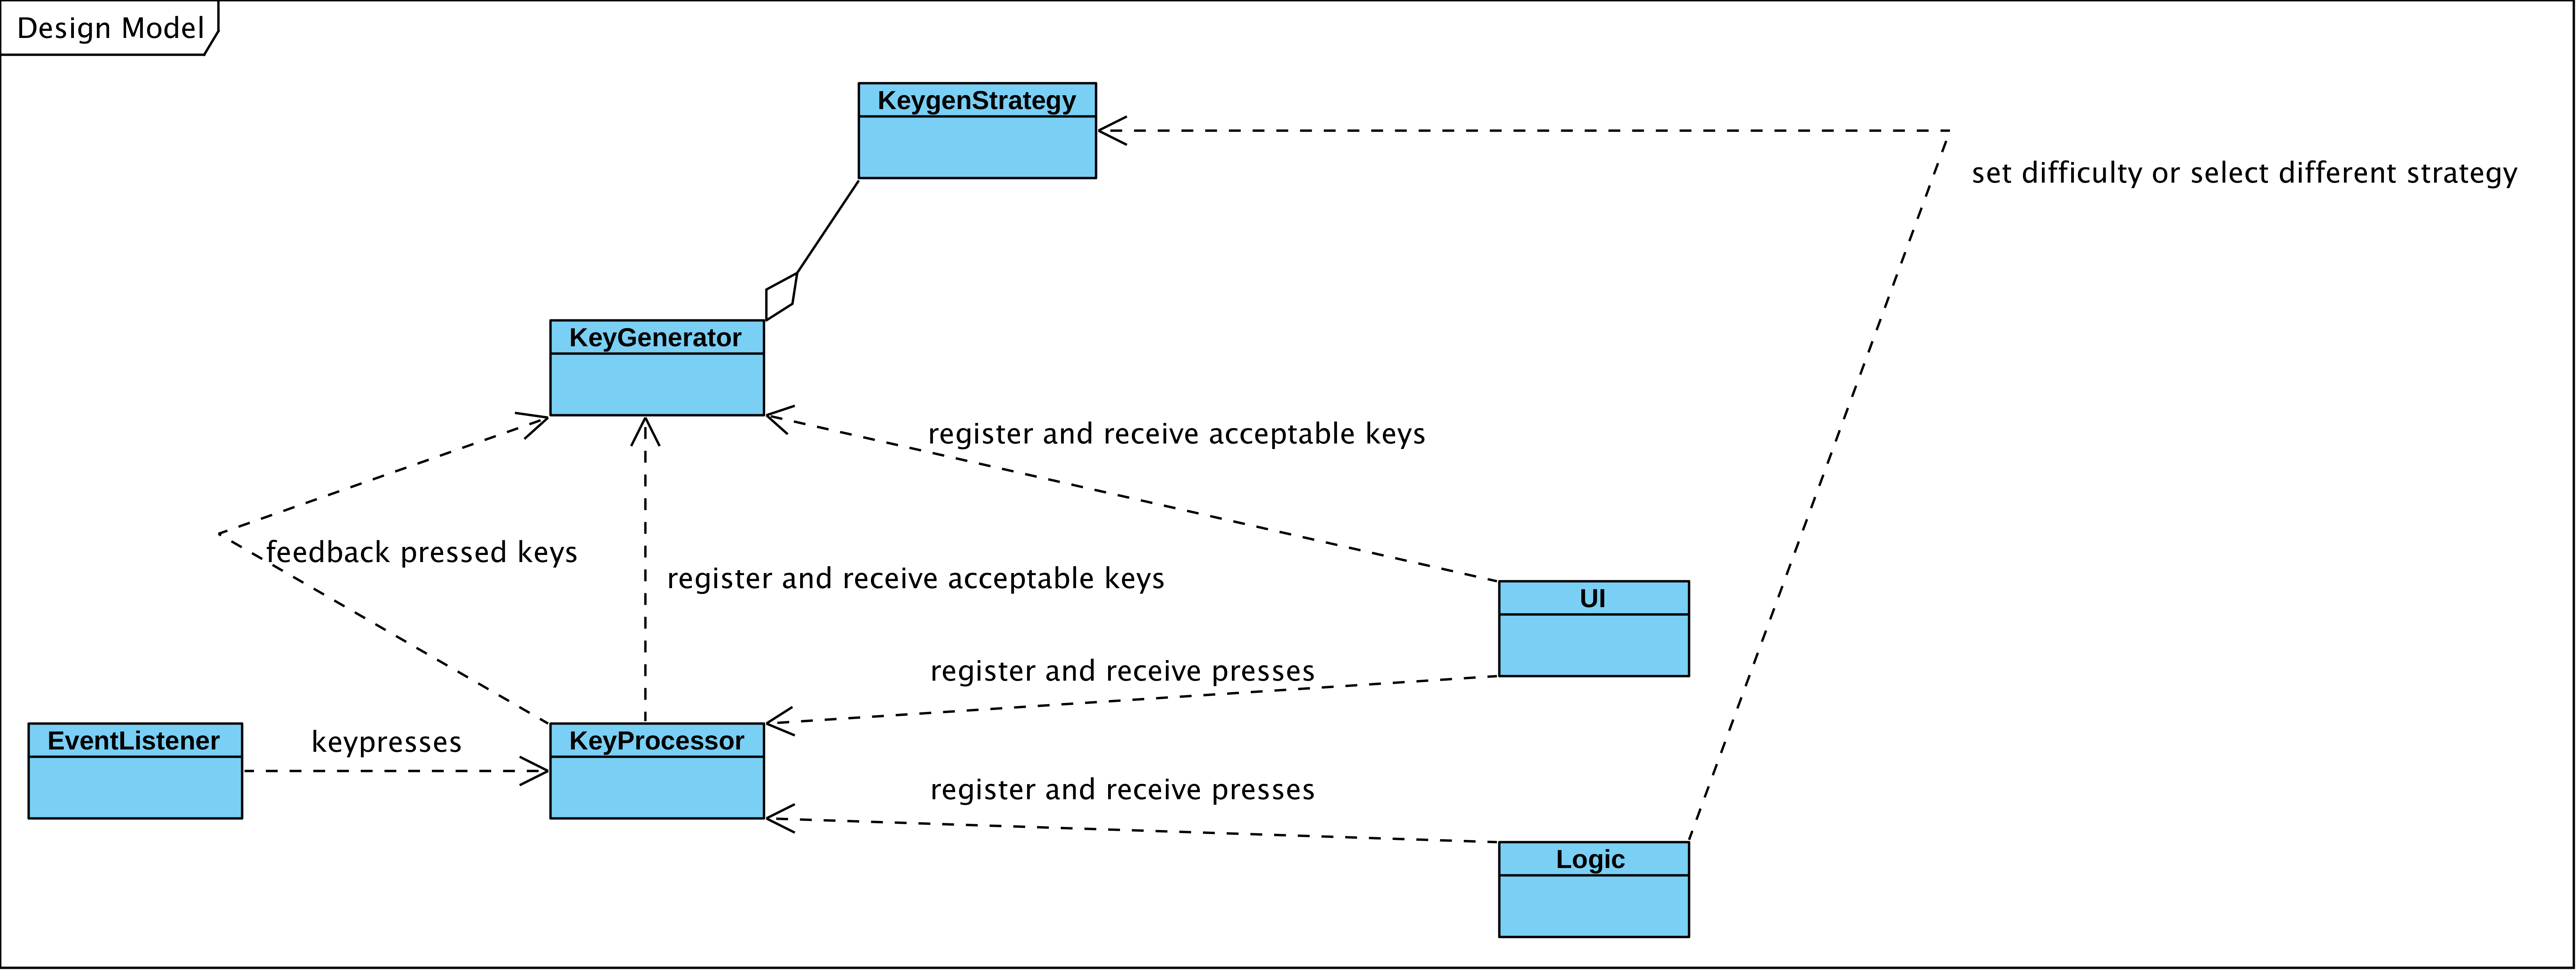 Design Model
KeygenStrategy
set difficulty or select different strategy
KeyGenerator
register and receive acceptable keys
feedback pressed keys
register and receive acceptable keys
UI
register and receive presses
EventListener
keypresses
KeyProcessor
register and receive presses
Logic